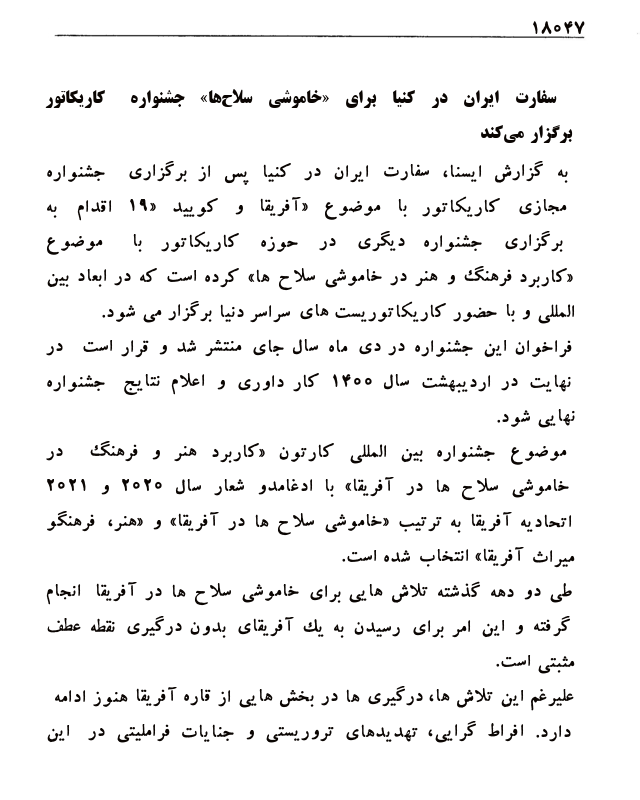 ۱۸۰۴۷
سفارت ایران در کنیا برای «خاموشی سلاح‌ها» جشنواره کاریکاتور
برگزار می‌کند
به گزارش ایسنا، سفارت ایران در کنیا پس از برگزاری جشنواره
مجازی کاریکاتور با موضوع «آفریقا و کووید «۱۹ اقدام به
برگزاری جشنواره دیگری در حوزه کاریکاتور با موضوع
«کاربرد فرهنگ و هنر در خاموشی سلاح ها» کرده است که در ابعاد بین
المللی و با حضور کاریکاتوریست های سراسر دنیا برگزار می شود.
فراخوان این جشنواره در دی ماه سال جای منتشر شد و قرار است در
نهایت در اردیبهشت سال ۱۴۰۰ کار داوری و اعلام نتایج جشنواره
نهایی شود.
موضوع جشنواره بین المللی کارتون «کاربرد هنر و فرهنگ در
خاموشی سلاح ها در آفریقا» با ادغامدو شعار سال ۲۰۲۰ و ۲۰۲۱
اتحادیه آفریقا به ترتیب «خاموشی سلاح ها در آفریقا» و «هنر، فرهنگو
میراث آفریقا» انتخاب شده است.
طی دو دهه گذشته تلاش هایی برای خاموشی سلاح ها در آفریقا انجام
گرفته و این امر برای رسیدن به یك آفریقای بدون درگیری نقطه عطف
مثبتی است.
علیرغم این تلاش ها، درگیری ها در بخش هایی از قاره آفریقا هنوز ادامه
دارد. افراط گرایی، تهدیدهای تروریستی و جنایات فراملیتی در این